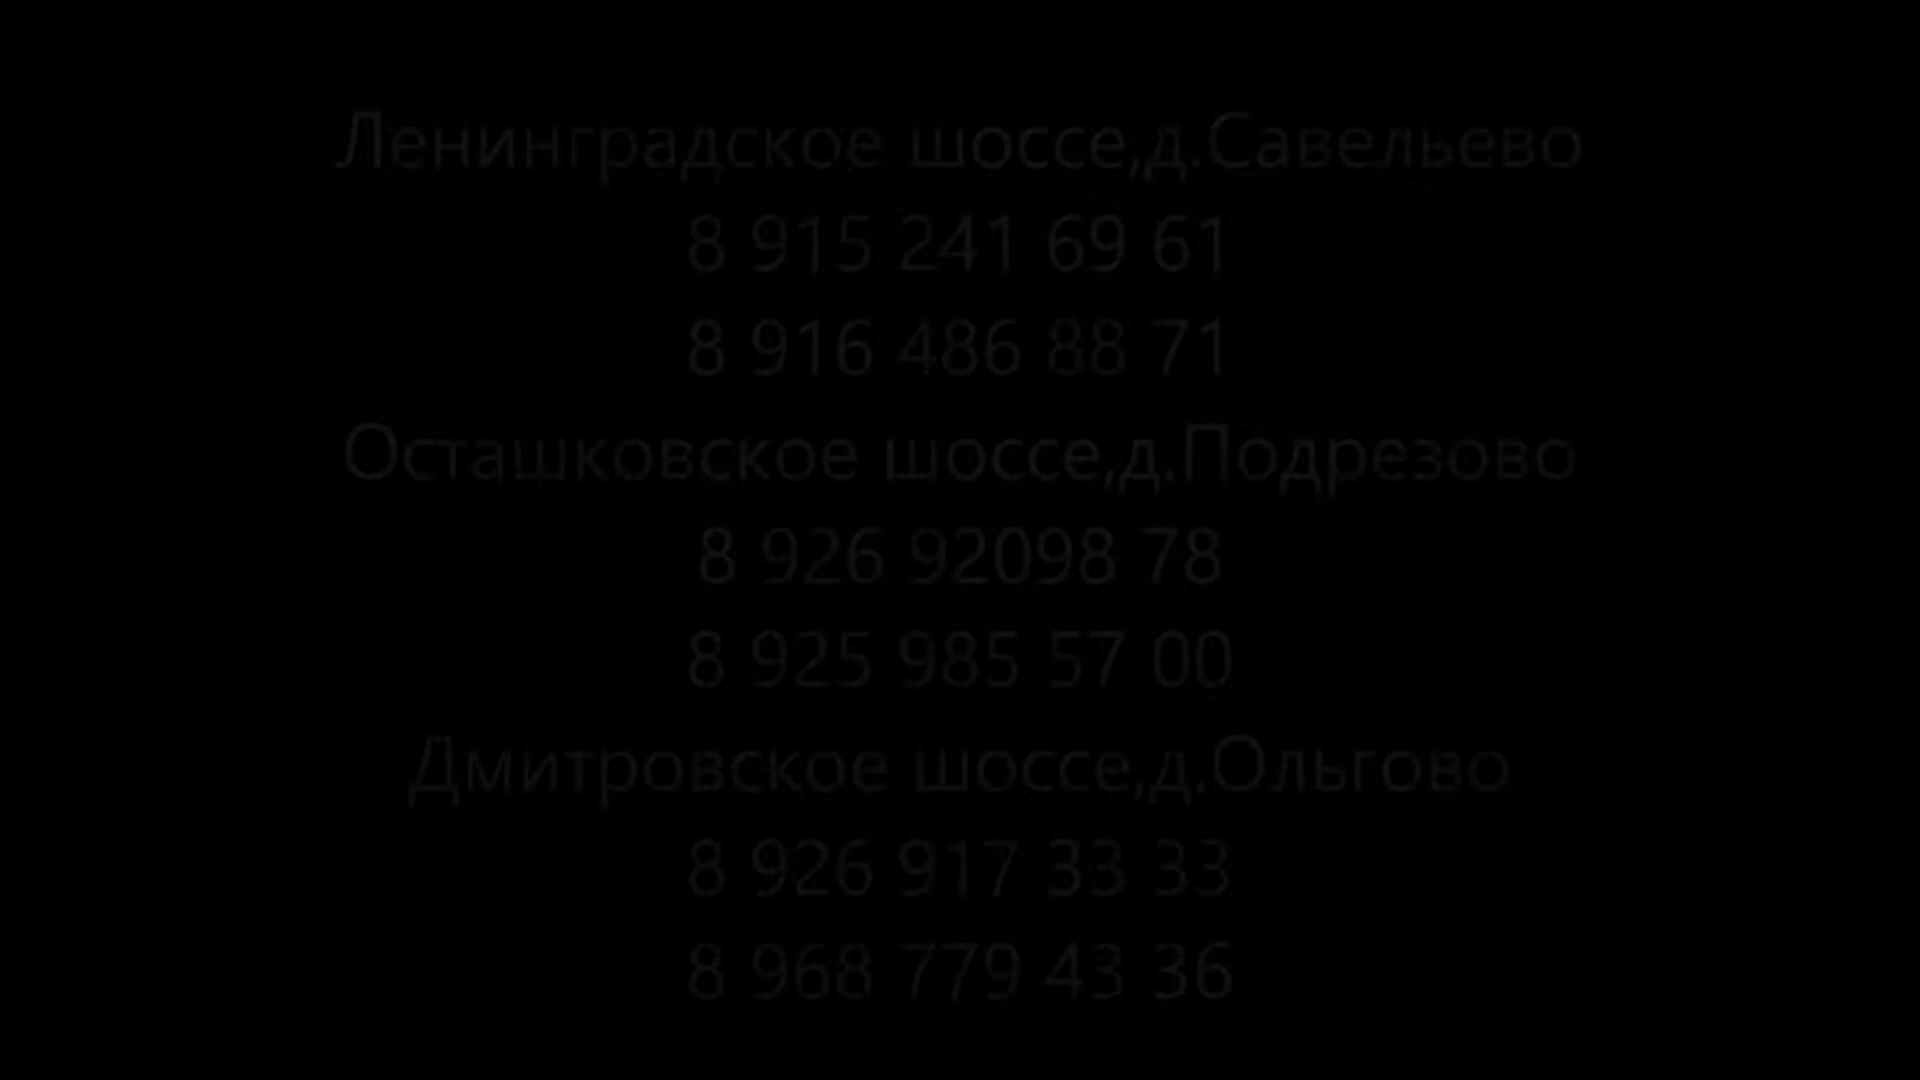 Ленинградское шоссе,д.Савельево
8 915 241 69 61
8 916 486 88 71
Осташковское шоссе,д.Подрезово
8 926 92098 78
8 925 985 57 00
Дмитровское шоссе,д.Ольгово
8 926 917 33 33
8 968 779 43 36